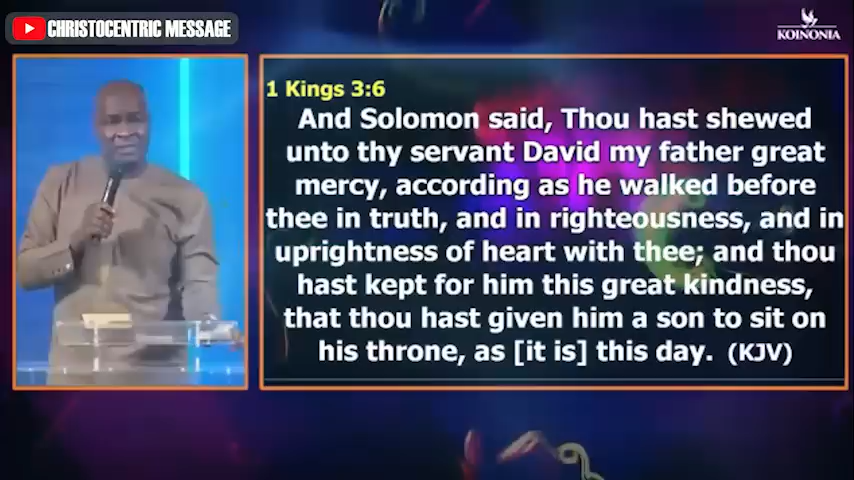 CHRISTOCENTRIC MESSAGE
KOINONIA
1 Kings 3:6
And Solomon said, Thou hast shewed
unto thy servant David my father great
mercy, according as he walked before
thee in truth, and in righteousness, and in
uprightness of heart with thee; and thou
hast kept for him this great kindness,
that thou hast given him a son to sit on
his throne, as [it is] this day. (KJV)